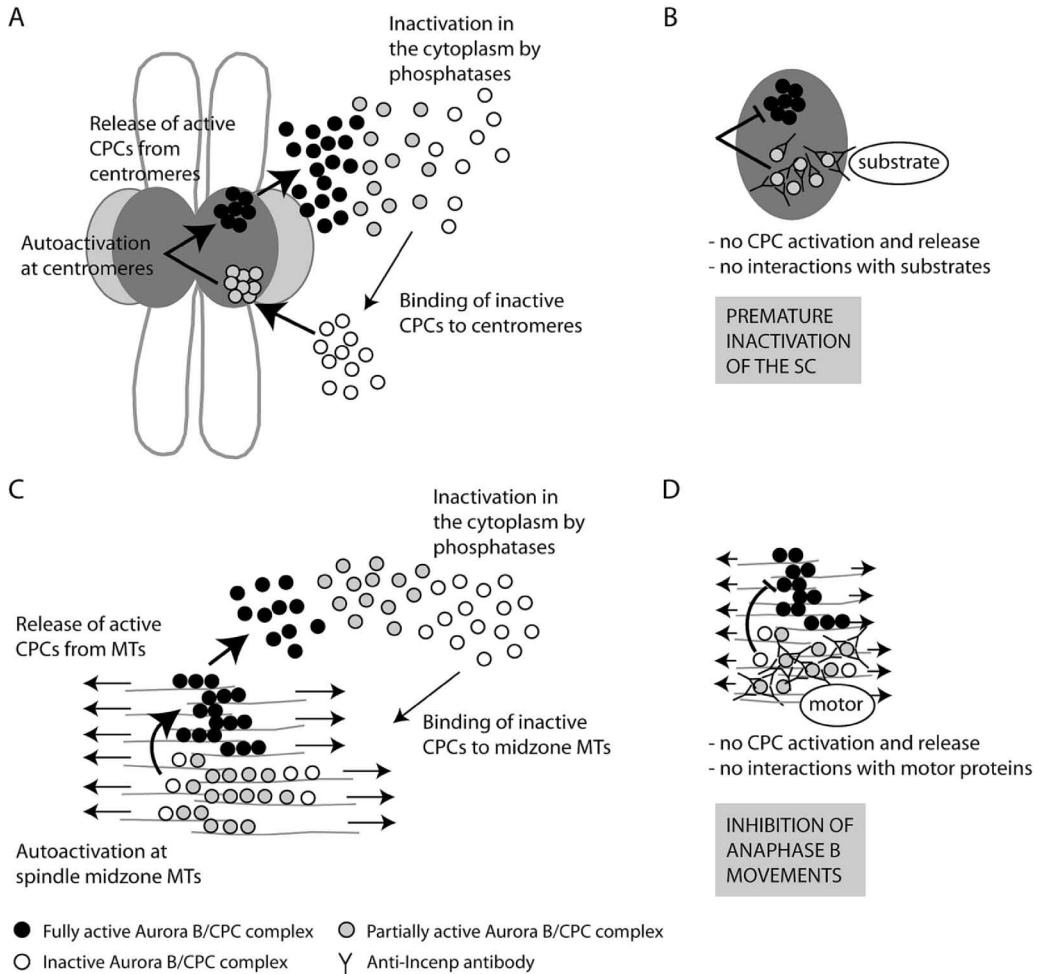 A
Inactivation in
the cytoplasm by
phosphatases
Release of active
CPCs from
centromeres
Autoactivation
at centromeres
Binding of inactive
CPCs to centromeres
B
substrate
- no CPC activation and release
- no interactions with substrates
PREMATURE
INACTIVATION
OF THE SC
C
Inactivation in
the cytoplasm by
phosphatases
Release of active
CPCs from MTs
Binding of inactive
CPCs to midzone MTs
Autoactivation at
spindle midzone MTs
D
motor
- no CPC activation and release
- no interactions with motor proteins
INHIBITION OF
ANAPHASE B
MOVEMENTS
Fully active Aurora B/CPC complex
Partially active Aurora B/CPC complex
Inactive Aurora B/CPC complex
Anti-Incenp antibody